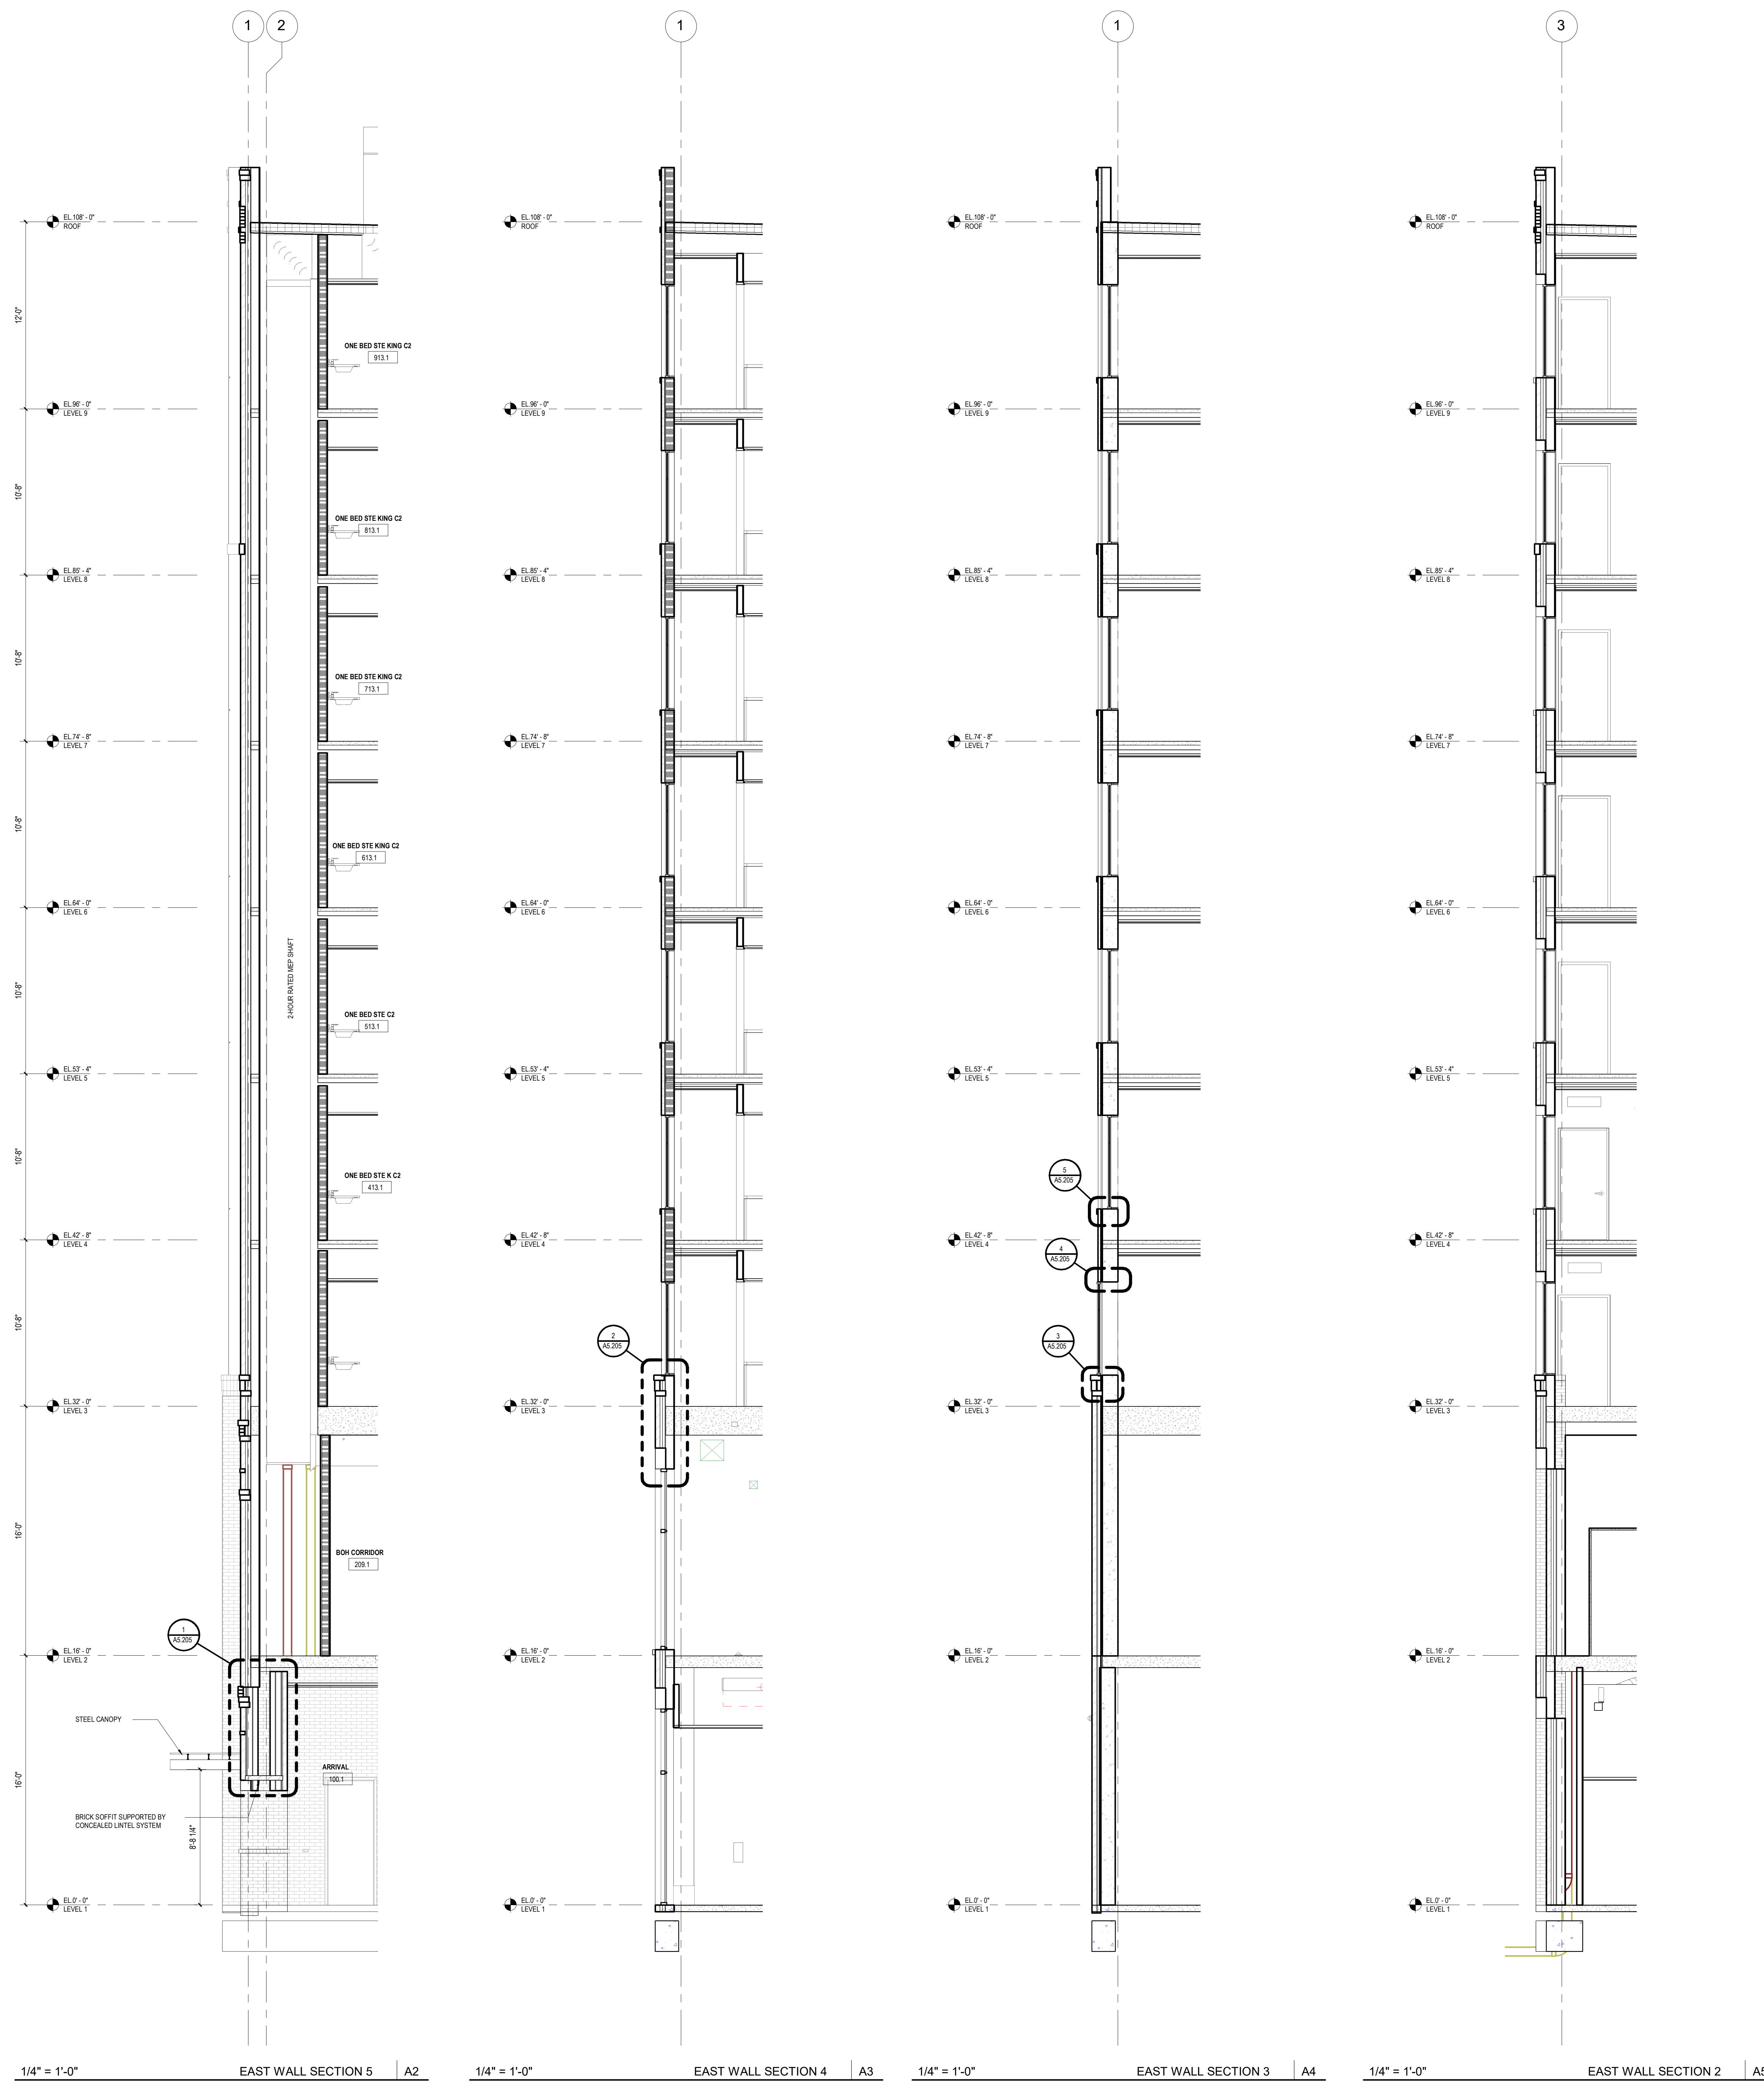 1
2
1
1
3
EL.108' - 0"
ROOF
12'-0"
ONE BED STE KING C2
913.1
EL.96' - 0"
LEVEL 9
10'-8"
ONE BED STE KING C2
813.1
EL.85' - 4"
LEVEL 8
10'-8"
ONE BED STE KING C2
713.1
EL.74' - 8"
LEVEL 7
10'-8"
ONE BED STE KING C2
613.1
EL.64' - 0"
LEVEL 6
2-HOUR RATED MEP SHAFT
10'-8"
ONE BED STE C2
513.1
EL.53' - 4"
LEVEL 5
10'-8"
ONE BED STE K C2
413.1
EL.42' - 8"
LEVEL 4
10'-8"
EL.32' - 0"
LEVEL 3
16'-0"
BOH CORRIDOR
209.1
1
A5.205
EL.16' - 0"
LEVEL 2
STEEL CANOPY
16'-0"
ARRIVAL
100.1
BRICK SOFFIT SUPPORTED BY
CONCEALED LINTEL SYSTEM
8'-8 1/4"
EL.0' - 0"
LEVEL 1
1/4" = 1'-0"
EAST WALL SECTION 5
A2
EL.108' - 0"
ROOF
EL.96' - 0"
LEVEL 9
EL.85' - 4"
LEVEL 8
EL.74' - 8"
LEVEL 7
EL.64' - 0"
LEVEL 6
EL.53' - 4"
LEVEL 5
EL.42' - 8"
LEVEL 4
2
A5.205
EL.32' - 0"
LEVEL 3
EL.16' - 0"
LEVEL 2
EL.0' - 0"
LEVEL 1
1/4" = 1'-0"
EAST WALL SECTION 4
A3
EL.108' - 0"
ROOF
EL.96' - 0"
LEVEL 9
EL.85' - 4"
LEVEL 8
EL.74' - 8"
LEVEL 7
EL.64' - 0"
LEVEL 6
EL.53' - 4"
LEVEL 5
5
A5.205
EL.42' - 8"
LEVEL 4
4
A5.205
3
A5.205
EL.32' - 0"
LEVEL 3
EL.16' - 0"
LEVEL 2
EL.0' - 0"
LEVEL 1
1/4" = 1'-0"
EAST WALL SECTION 3
A4
EL.108' - 0"
ROOF
EL.96' - 0"
LEVEL 9
EL.85' - 4"
LEVEL 8
EL.74' - 8"
LEVEL 7
EL.64' - 0"
LEVEL 6
EL.53' - 4"
LEVEL 5
EL.42' - 8"
LEVEL 4
EL.32' - 0"
LEVEL 3
EL.16' - 0"
LEVEL 2
EL.0' - 0"
LEVEL 1
1/4" = 1'-0"
EAST WALL SECTION 2